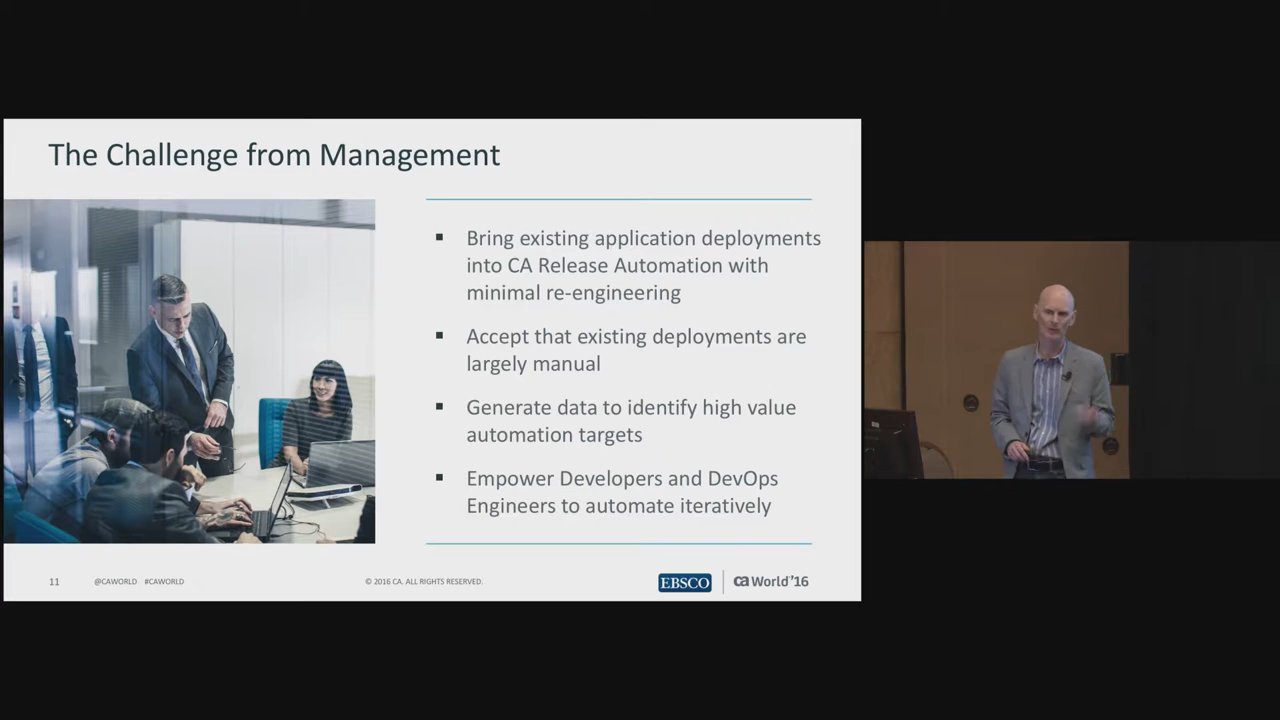 The Challenge from Management
▪ Bring existing application deployments
into CA Release Automation with
minimal re-engineering
▪ Accept that existing deployments are
largely manual
▪ Generate data to identify high value
automation targets
▪ Empower Developers and DevOps
Engineers to automate iteratively
11 @CAWORLD #CAWORLD © 2016 CA. ALL RIGHTS RESERVED. EBSCO ca World'16